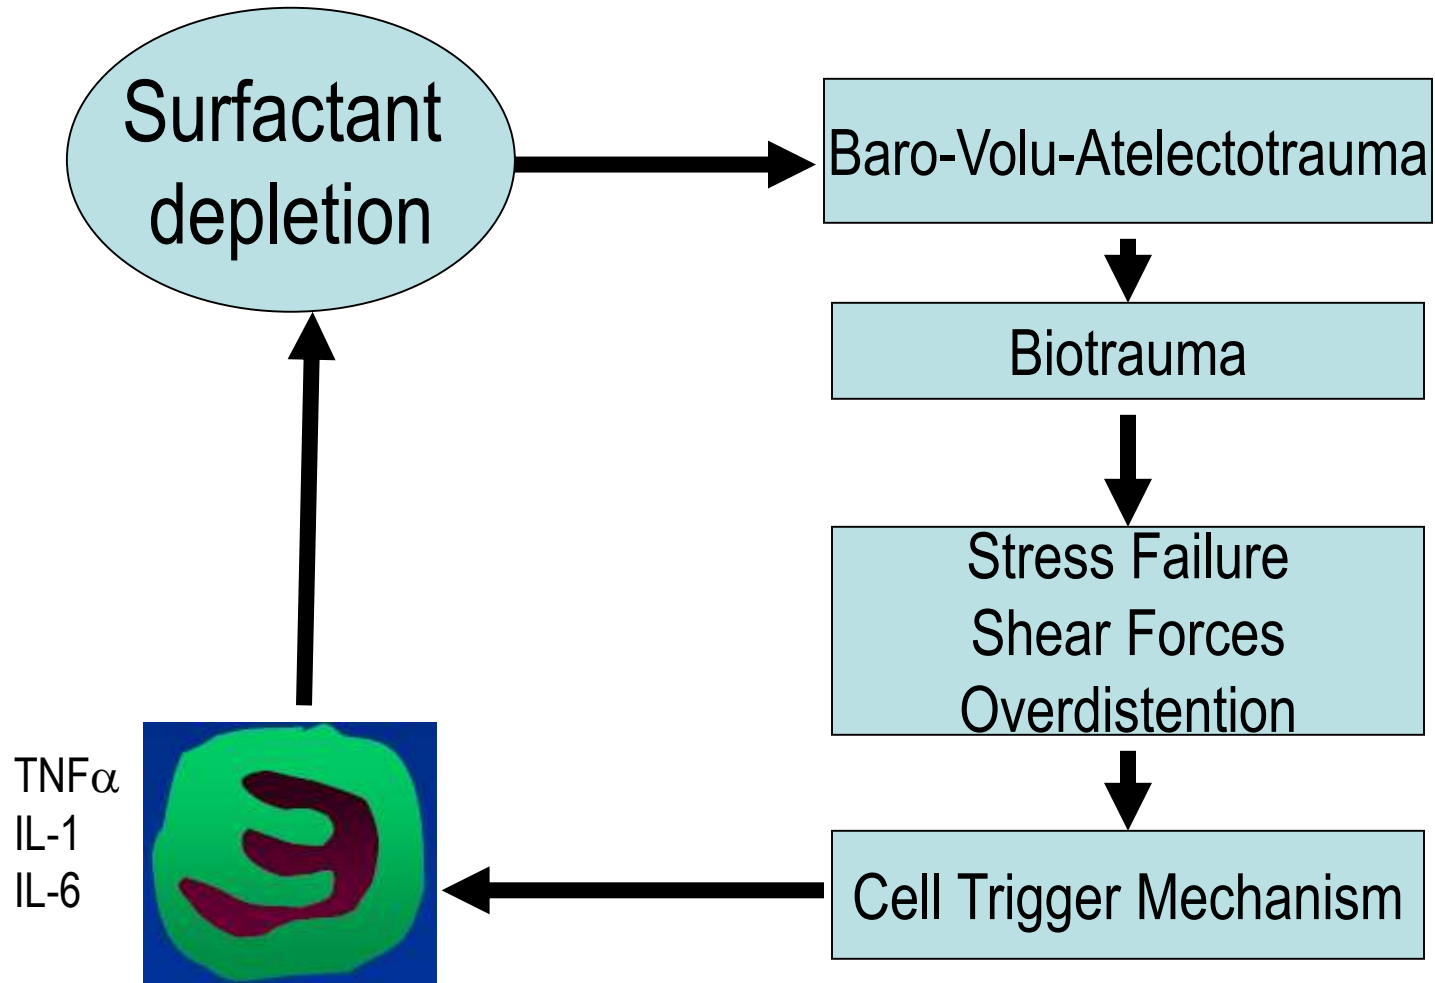 Surfactant
depletion
Baro-Volu-Atelectotrauma
Biotrauma
Stress Failure
Shear Forces
Overdistention
Cell Trigger Mechanism
TNFα
IL-1
IL-6